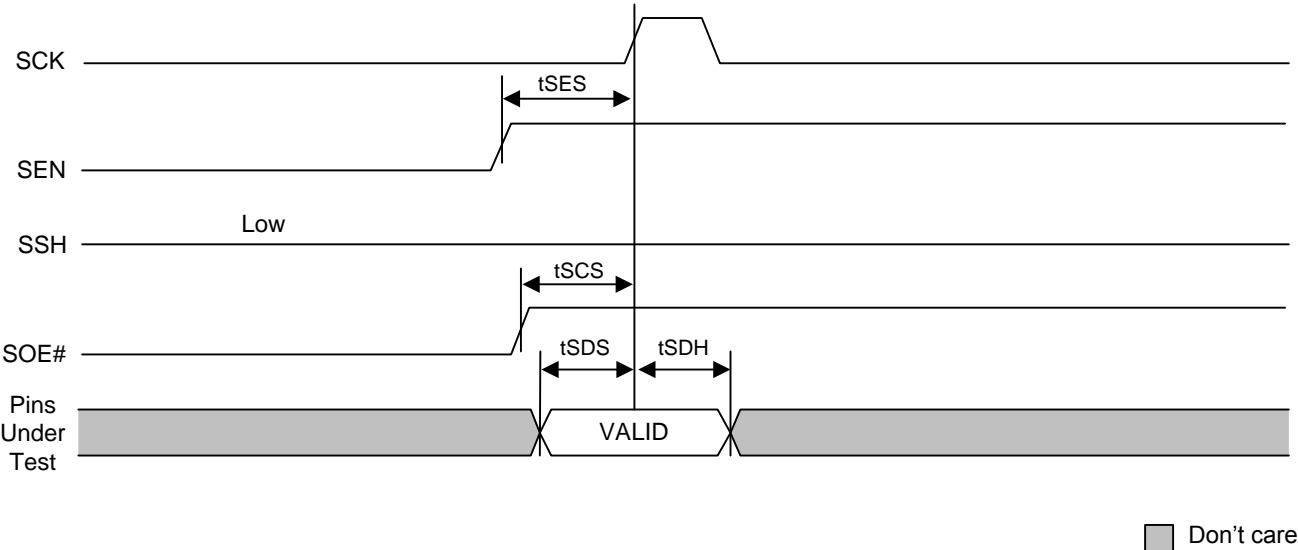 SCK
tSES
SEN
Low
SSH
tSCS
SOE#
tSDS
tSDH
Pins
Under
Test
VALID
Don't care